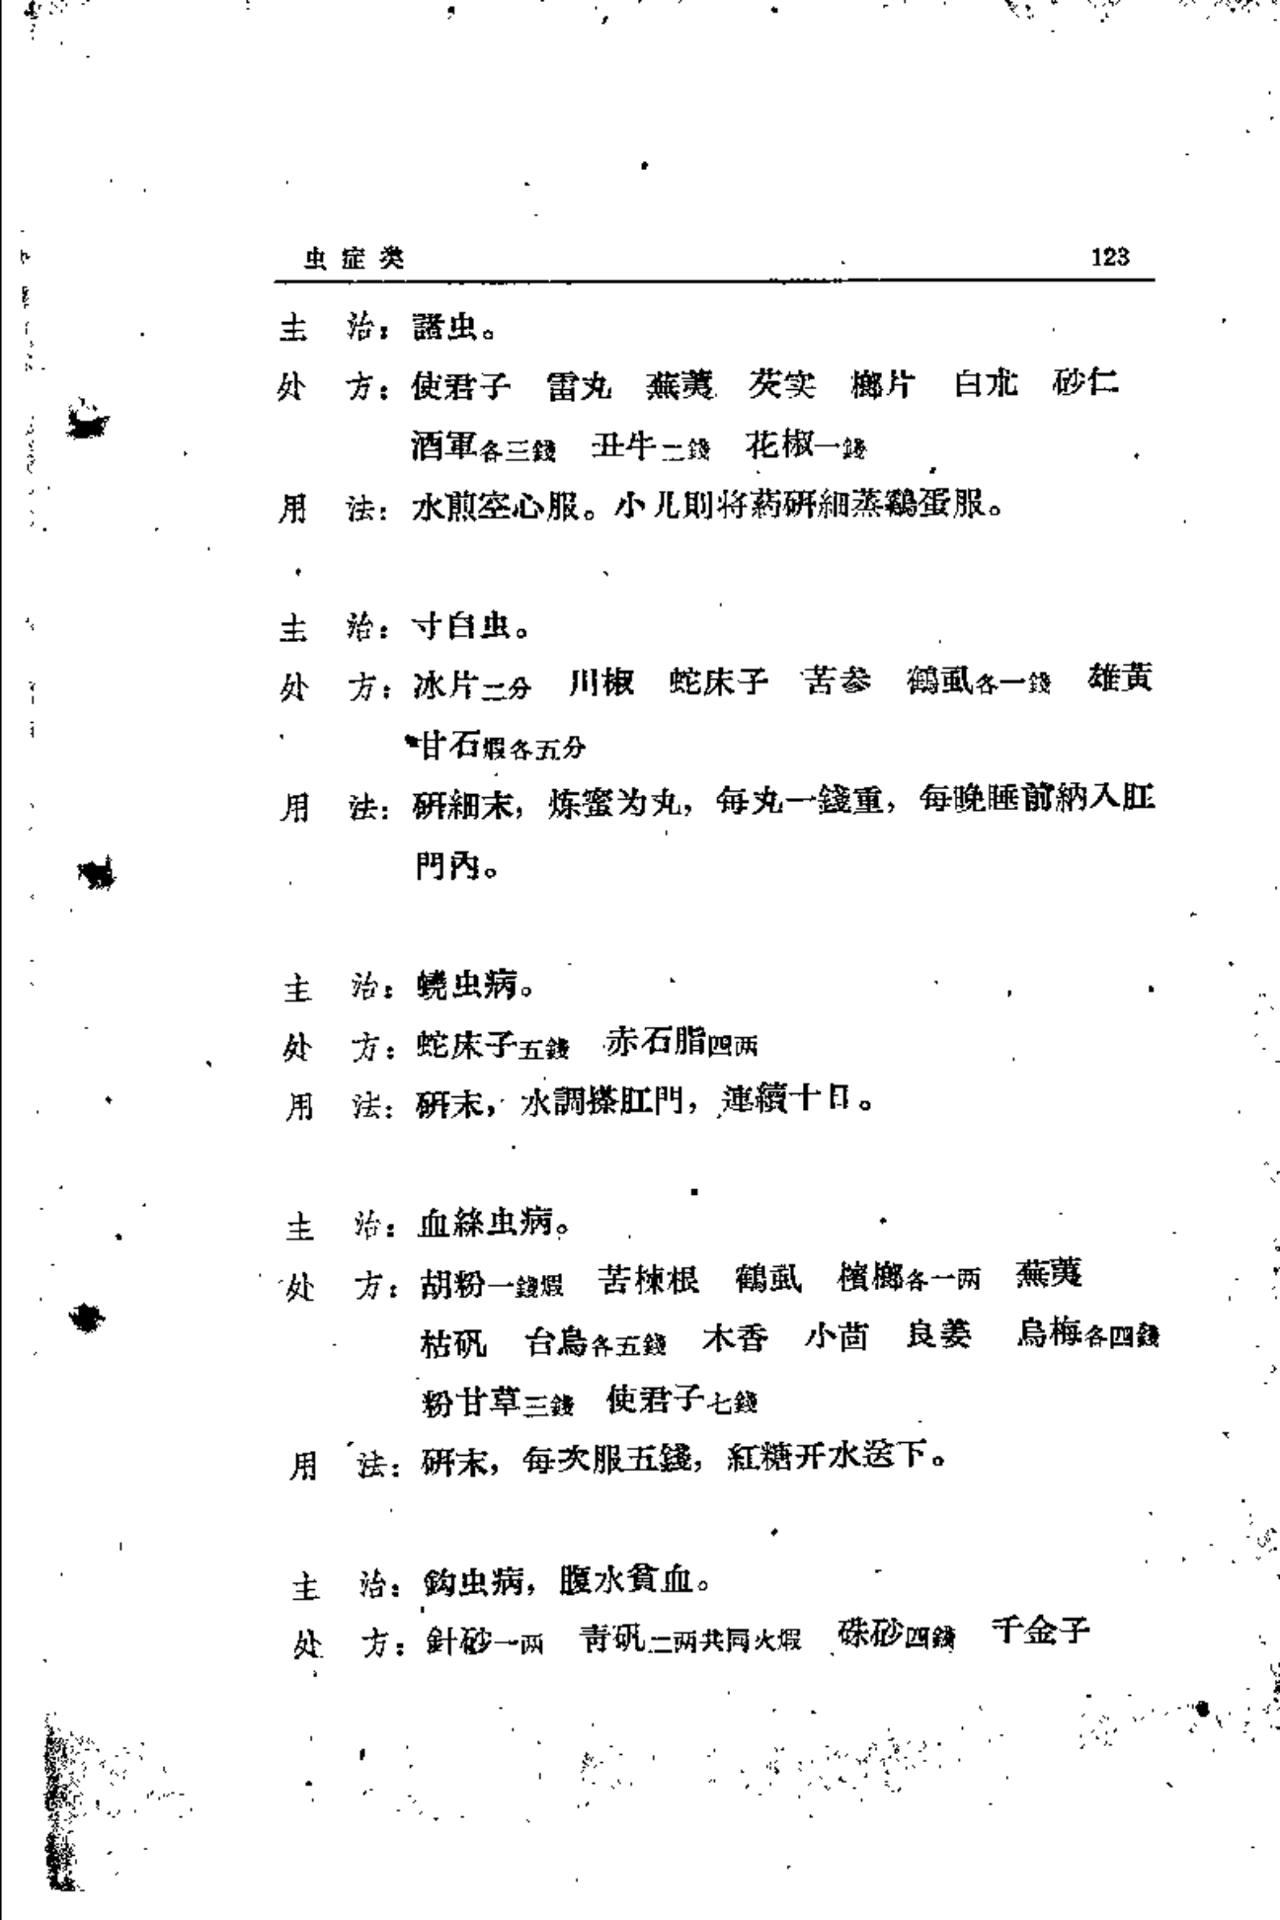 虫症类 123
主 治：諸虫。
处 方：使君子 雷丸 蕪荑 芡实 榔片 白朮 砂仁
酒軍各三錢 丑牛二錢 花椒一錢
用 法：水煎空心服。小儿則将葯研細蒸鷄蛋服。
主 治：寸白虫。
处 方：冰片二分 川椒 蛇床子 苦参 鶴虱各一錢 雄黃
甘石煆各五分
用 法：研細末，炼蜜为丸，每丸一錢重，每晚睡前納入肛
門內。
主 治：蟯虫病。
处 方：蛇床子五錢 赤石脂四两
用 法：研末，水調搽肛門，連續十日。
主 治：血絲虫病。
处 方：胡粉一錢煆 苦楝根 鶴虱 檳榔各一两 蕪荑
枯矾 台烏各五錢 木香 小茴 良姜 烏梅各四錢
粉甘草三錢 使君子七錢
用 法：研末，每次服五錢，紅糖开水送下。
主 治：鈎虫病，腹水貧血。
处 方：針砂一两 青矾二两共同火煆 硃砂四錢 千金子